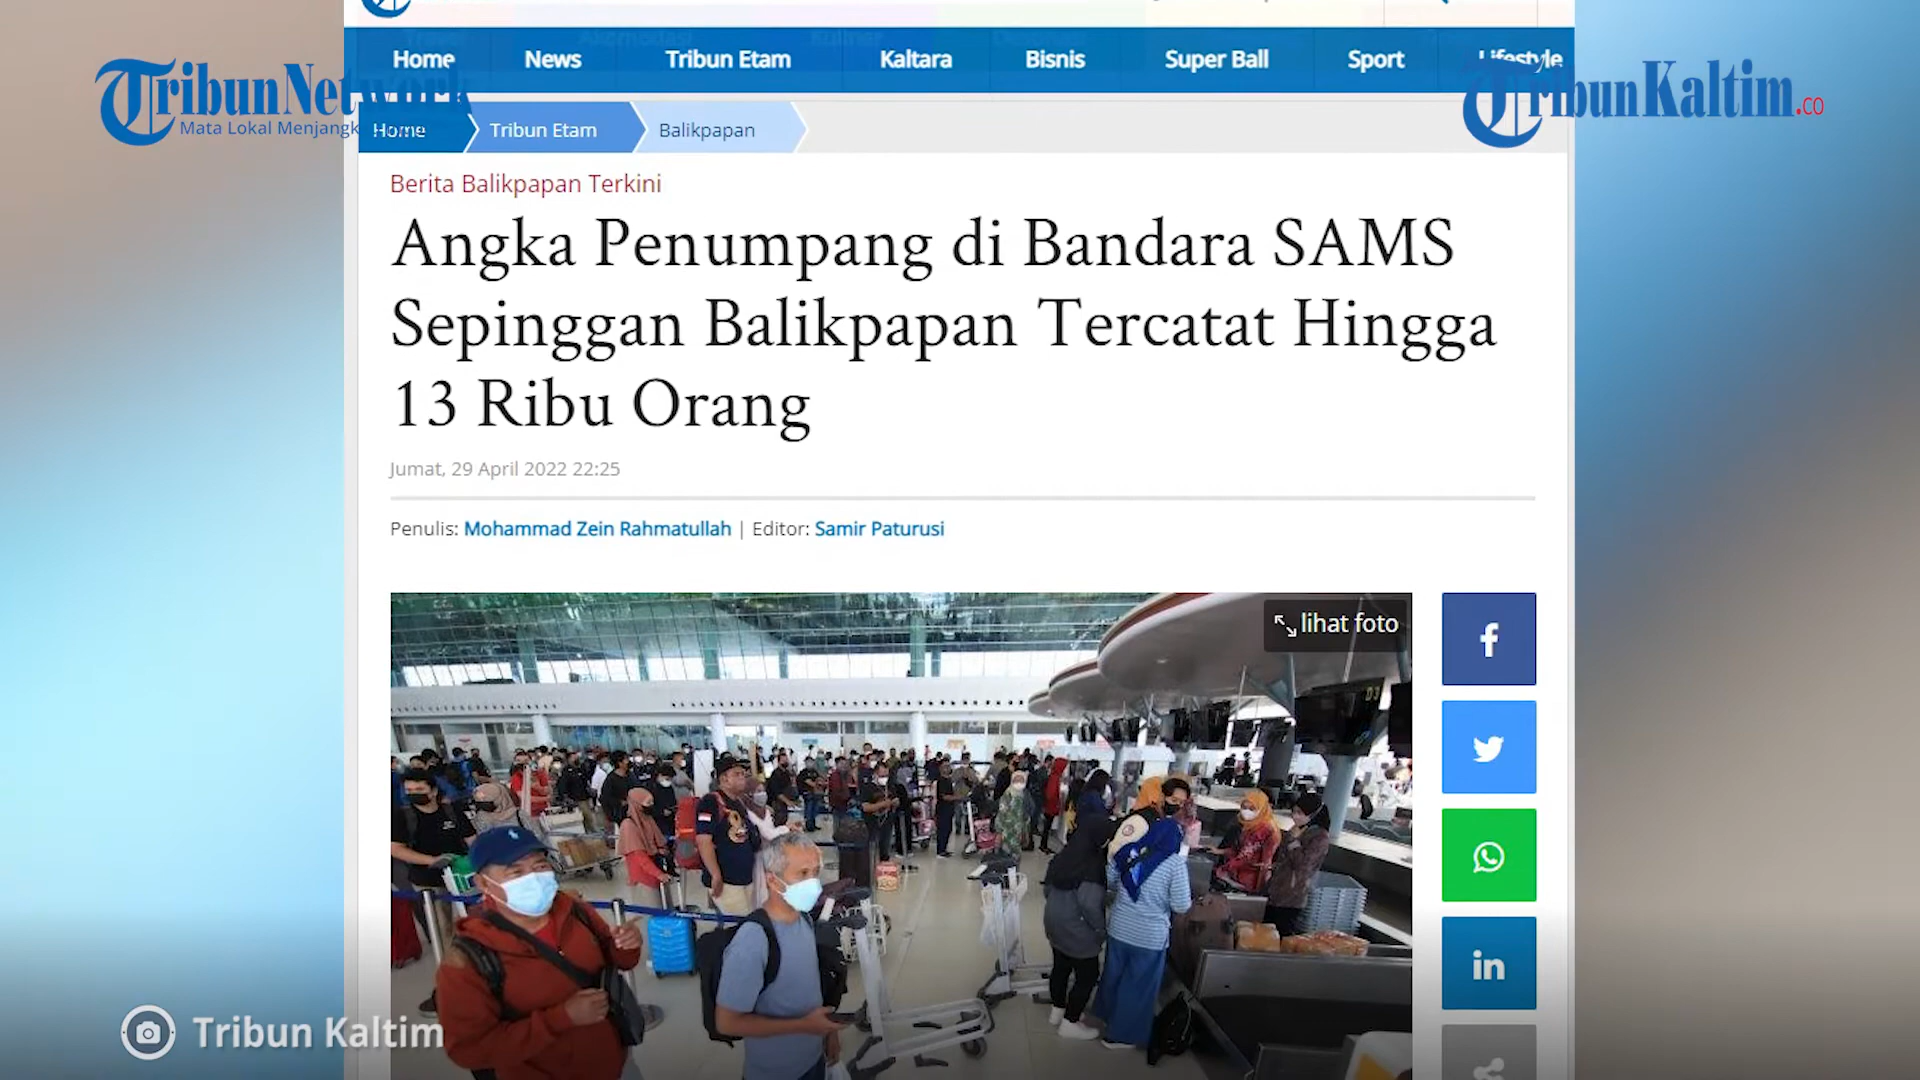 Home News Tribun Etam Kaltara Bisnis Super Ball Sport Lifestyle
TribunNetwork
Mata Lokal
TribunKaltim.co
Home Tribun Etam Balikpapan
Berita Balikpapan Terkini
Angka Penumpang di Bandara SAMS
Sepinggan Balikpapan Tercatat Hingga
13 Ribu Orang
Jumat, 29 April 2022 22:25
Penulis: Mohammad Zein Rahmatullah | Editor: Samir Paturusi
lihat foto
Tribun Kaltim